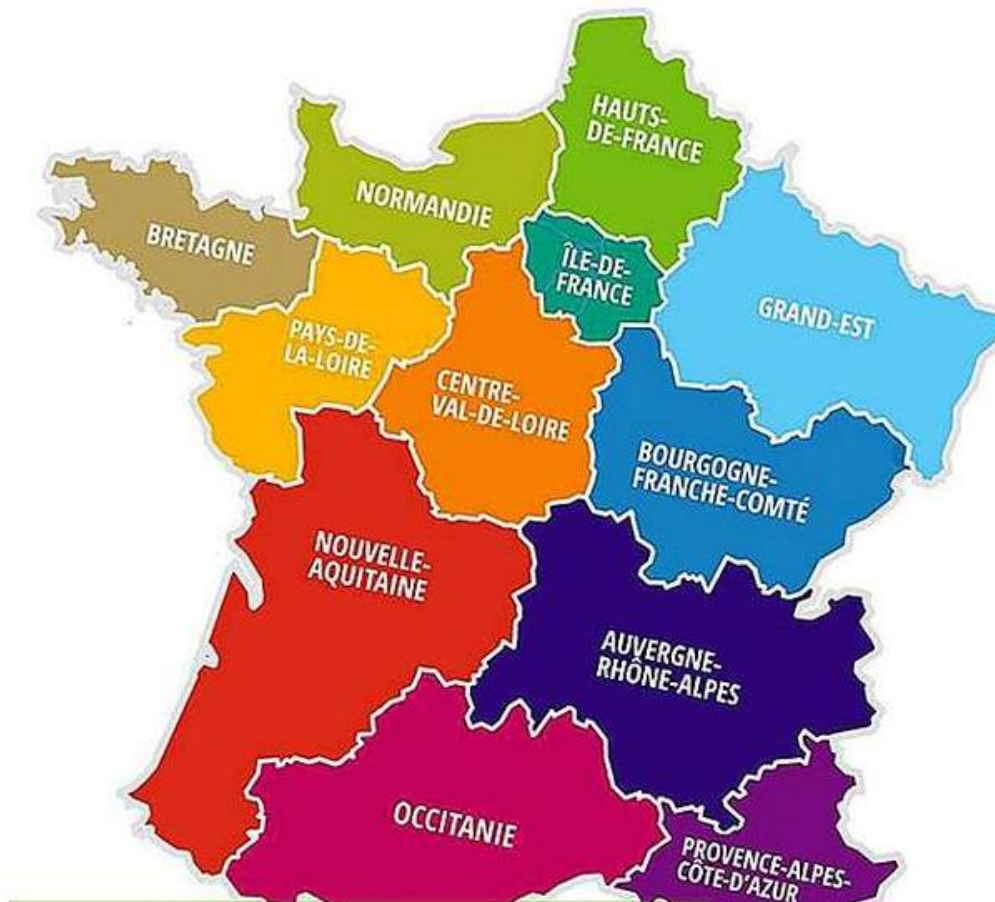 HAUTS-
DE-FRANCE
NORMANDIE
BRETAGNE
ÎLE-DE-
FRANCE
GRAND-EST
PAYS-DE-
LA-LOIRE
CENTRE-
VAL-DE-LOIRE
BOURGOGNE-
FRANCHE-COMTÉ
NOUVELLE-
AQUITAINE
AUVERGNE-
RHÔNE-ALPES
OCCITANIE
PROVENCE-ALPES-
CÔTE-D'AZUR